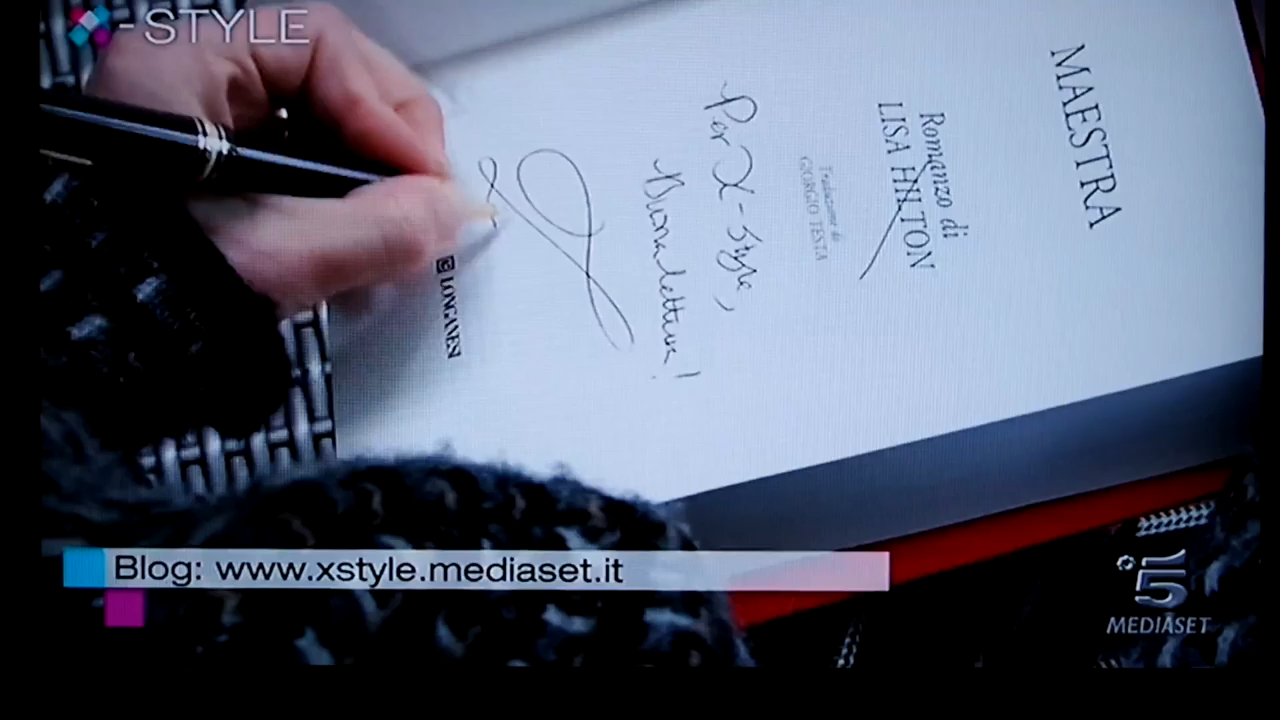 X-STYLE
MAESTRA
Romanzo di
LISA HILTON
Traduzione di
GIORGIO TESTA
Per X-Style,
Buona lettura!
LONGANESI
Blog: www.xstyle.mediaset.it
5
MEDIASET